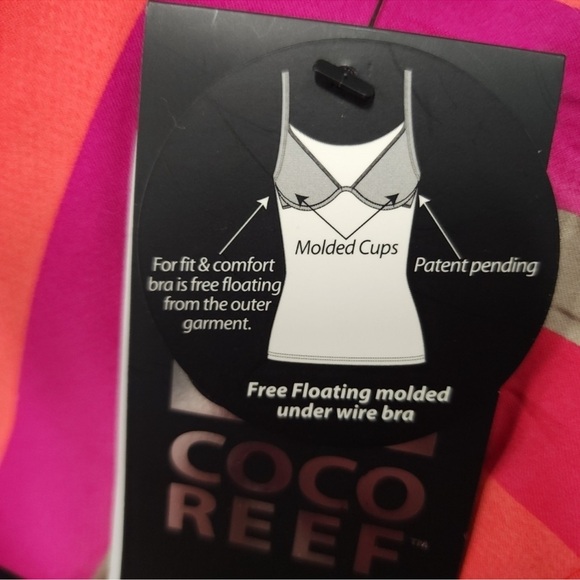 Molded Cups
For fit & comfort
bra is free floating
from the outer
garment.
Patent pending
Free Floating molded
under wire bra
COCO
REEF™